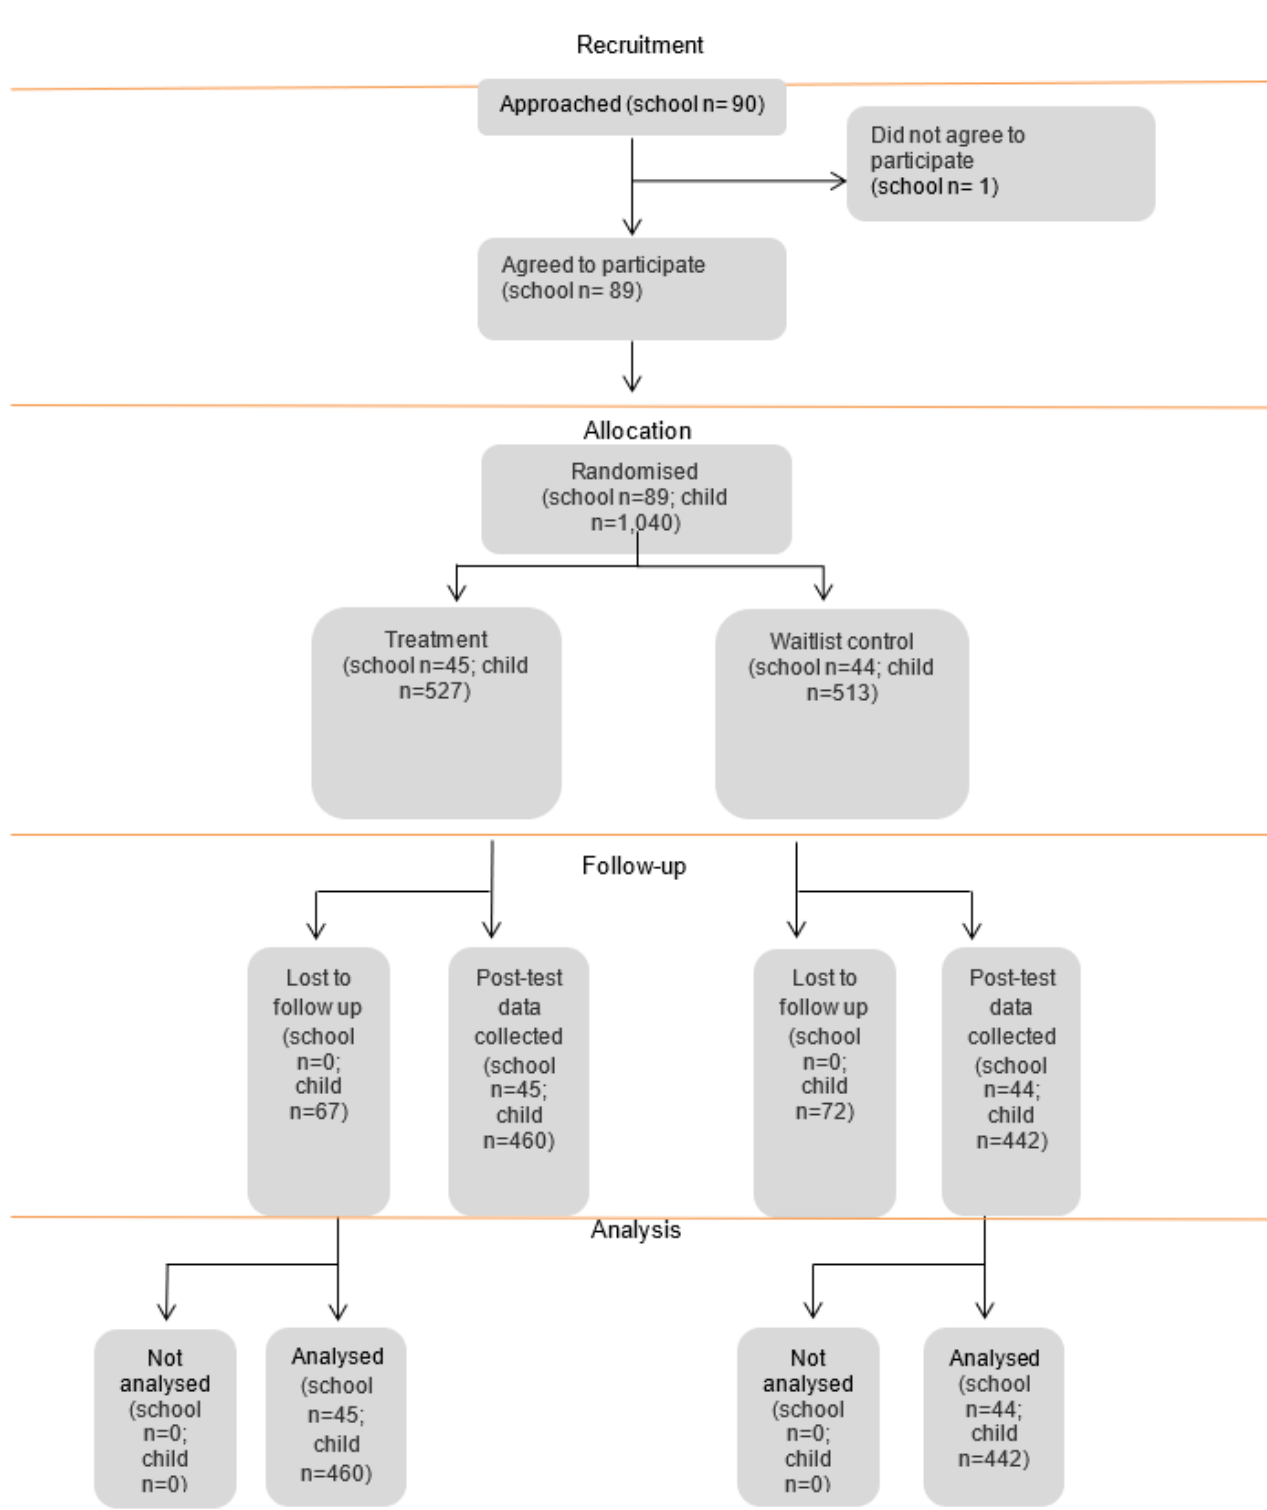 Recruitment
Approached (school n= 90)
Did not agree to
participate
(school n= 1)
Agreed to participate
(school n= 89)
Allocation
Randomised
(school n=89; child
n=1,040)
Treatment
(school n=45; child
n=527)
Waitlist control
(school n=44; child
n=513)
Follow-up
Lost to
follow up
(school
n=0;
child
n=67)
Post-test
data
collected
(school
n=45;
child
n=460)
Lost to
follow up
(school
n=0;
child
n=72)
Post-test
data
collected
(school
n=44;
child
n=442)
Analysis
Not
analysed
(school
n=0;
child
n=0)
Analysed
(school
n=45;
child
n=460)
Not
analysed
(school
n=0;
child
n=0)
Analysed
(school
n=44;
child
n=442)